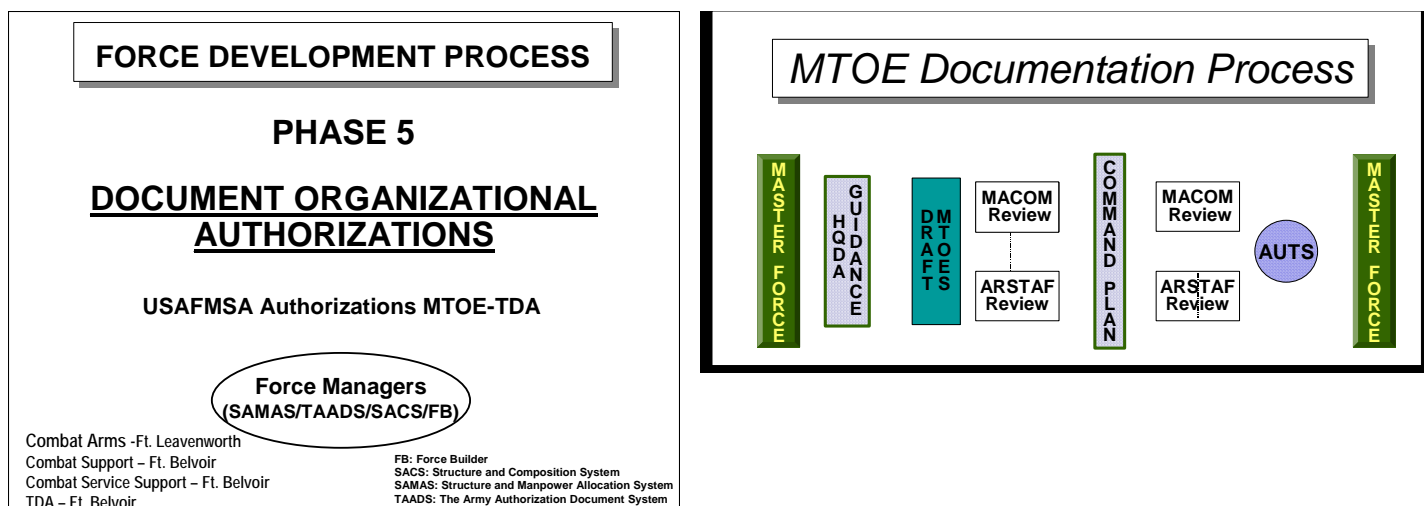 FORCE DEVELOPMENT PROCESS
PHASE 5
DOCUMENT ORGANIZATIONAL
AUTHORIZATIONS
USAFMSA Authorizations MTOE-TDA
Force Managers
(SAMAS/TAADS/SACS/FB)
Combat Arms -Ft. Leavenworth
Combat Support – Ft. Belvoir
Combat Service Support – Ft. Belvoir
TDA – Ft. Belvoir
FB: Force Builder
SACS: Structure and Composition System
SAMAS: Structure and Manpower Allocation System
TAADS: The Army Authorization Document System
MTOE Documentation Process
MASTER FORCE
HQDA
GUIDANCE
DRAFT
MTOES
MACOM
Review
ARSTAF
Review
COMMAND PLAN
MACOM
Review
ARSTAF
Review
AUTS
MASTER FORCE